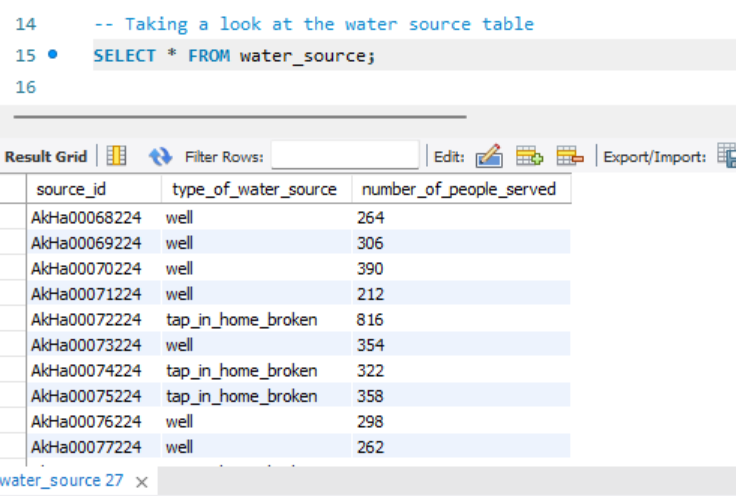 14 -- Taking a look at the water source table
15 SELECT * FROM water_source;
16
Result Grid Filter Rows: Edit: Export/Import:
source_id type_of_water_source number_of_people_served
AkHa00068224 well 264
AkHa00069224 well 306
AkHa00070224 well 390
AkHa00071224 well 212
AkHa00072224 tap_in_home_broken 816
AkHa00073224 well 354
AkHa00074224 tap_in_home_broken 322
AkHa00075224 tap_in_home_broken 358
AkHa00076224 well 298
AkHa00077224 well 262
water_source 27